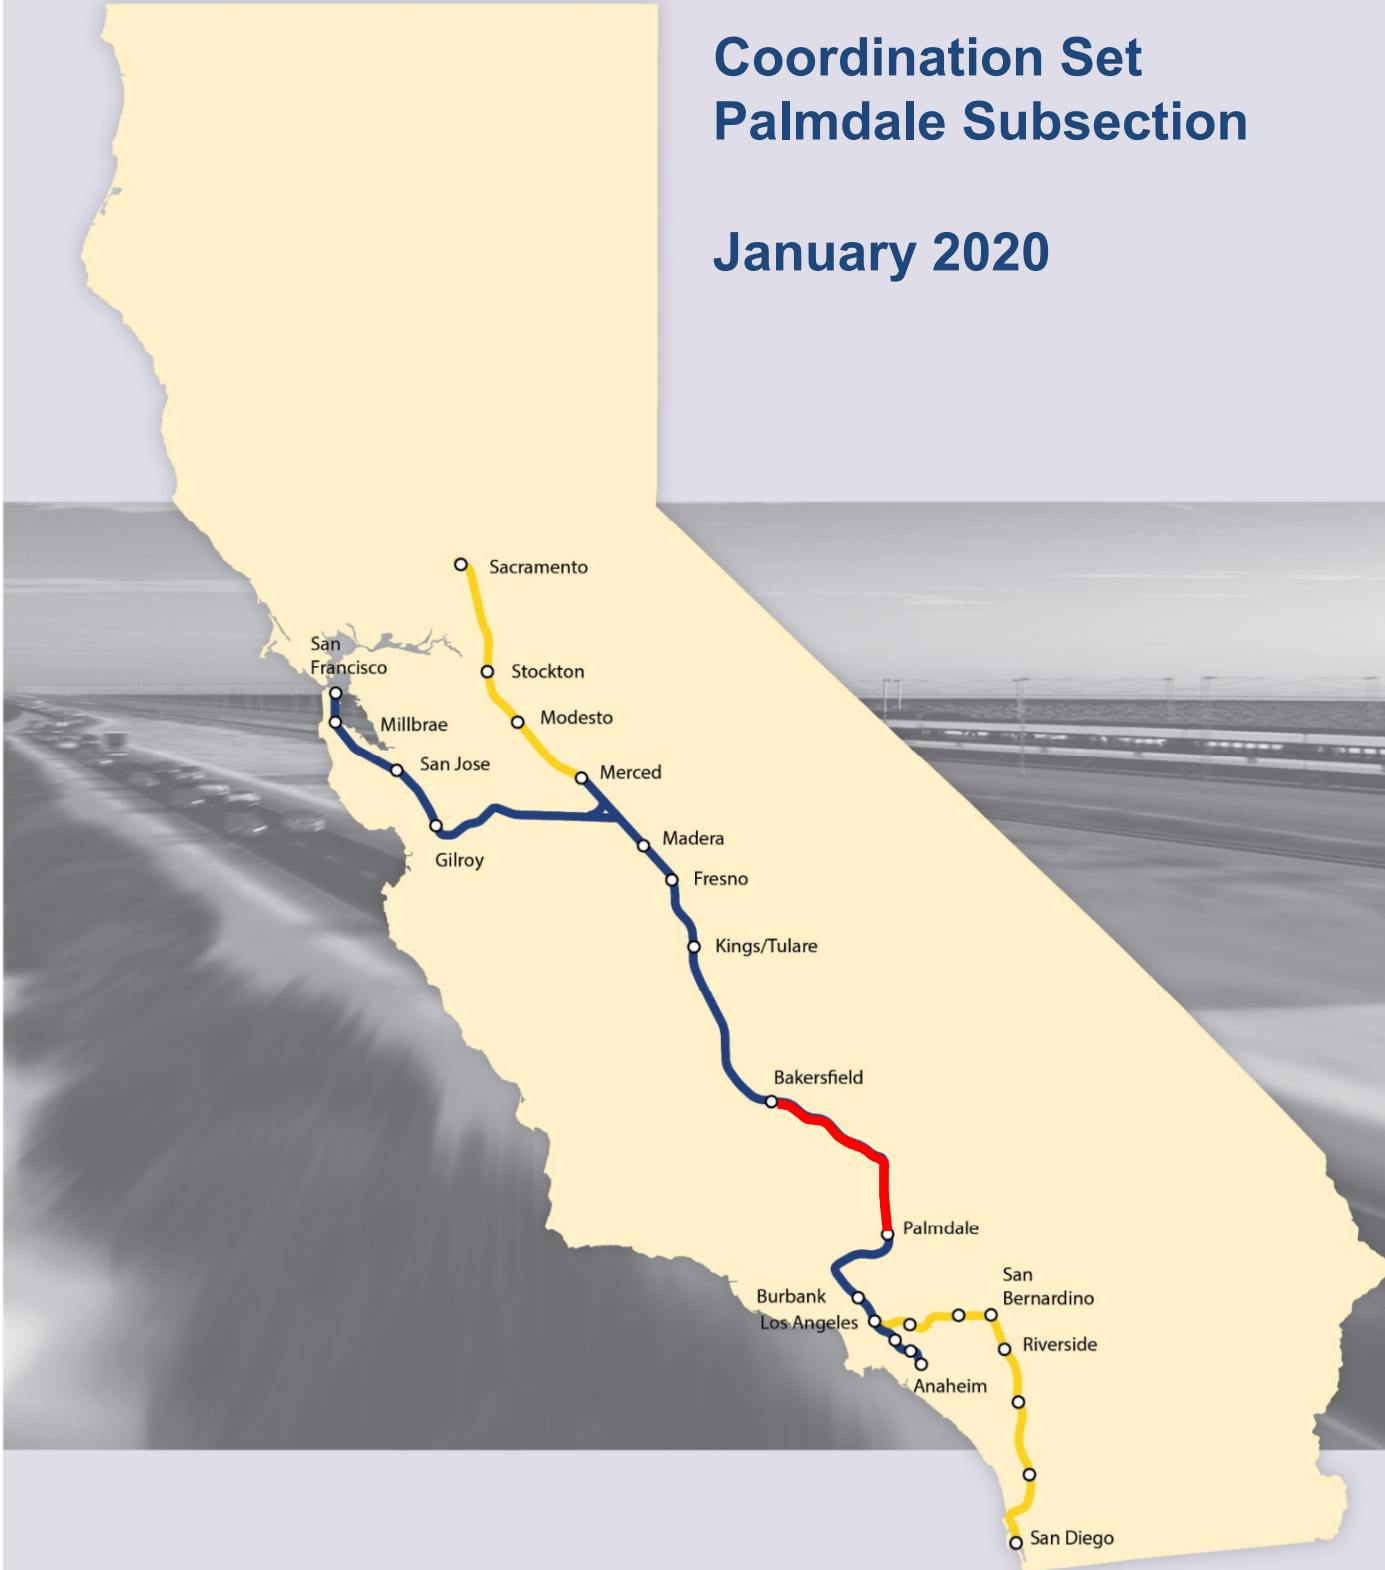 Coordination Set
Palmdale Subsection
January 2020
Sacramento
San
Francisco
Stockton
Millbrae
Modesto
San Jose
Merced
Madera
Gilroy
Fresno
Kings/Tulare
Bakersfield
Palmdale
San
Bernardino
Burbank
Los Angeles
Riverside
Anaheim
San Diego